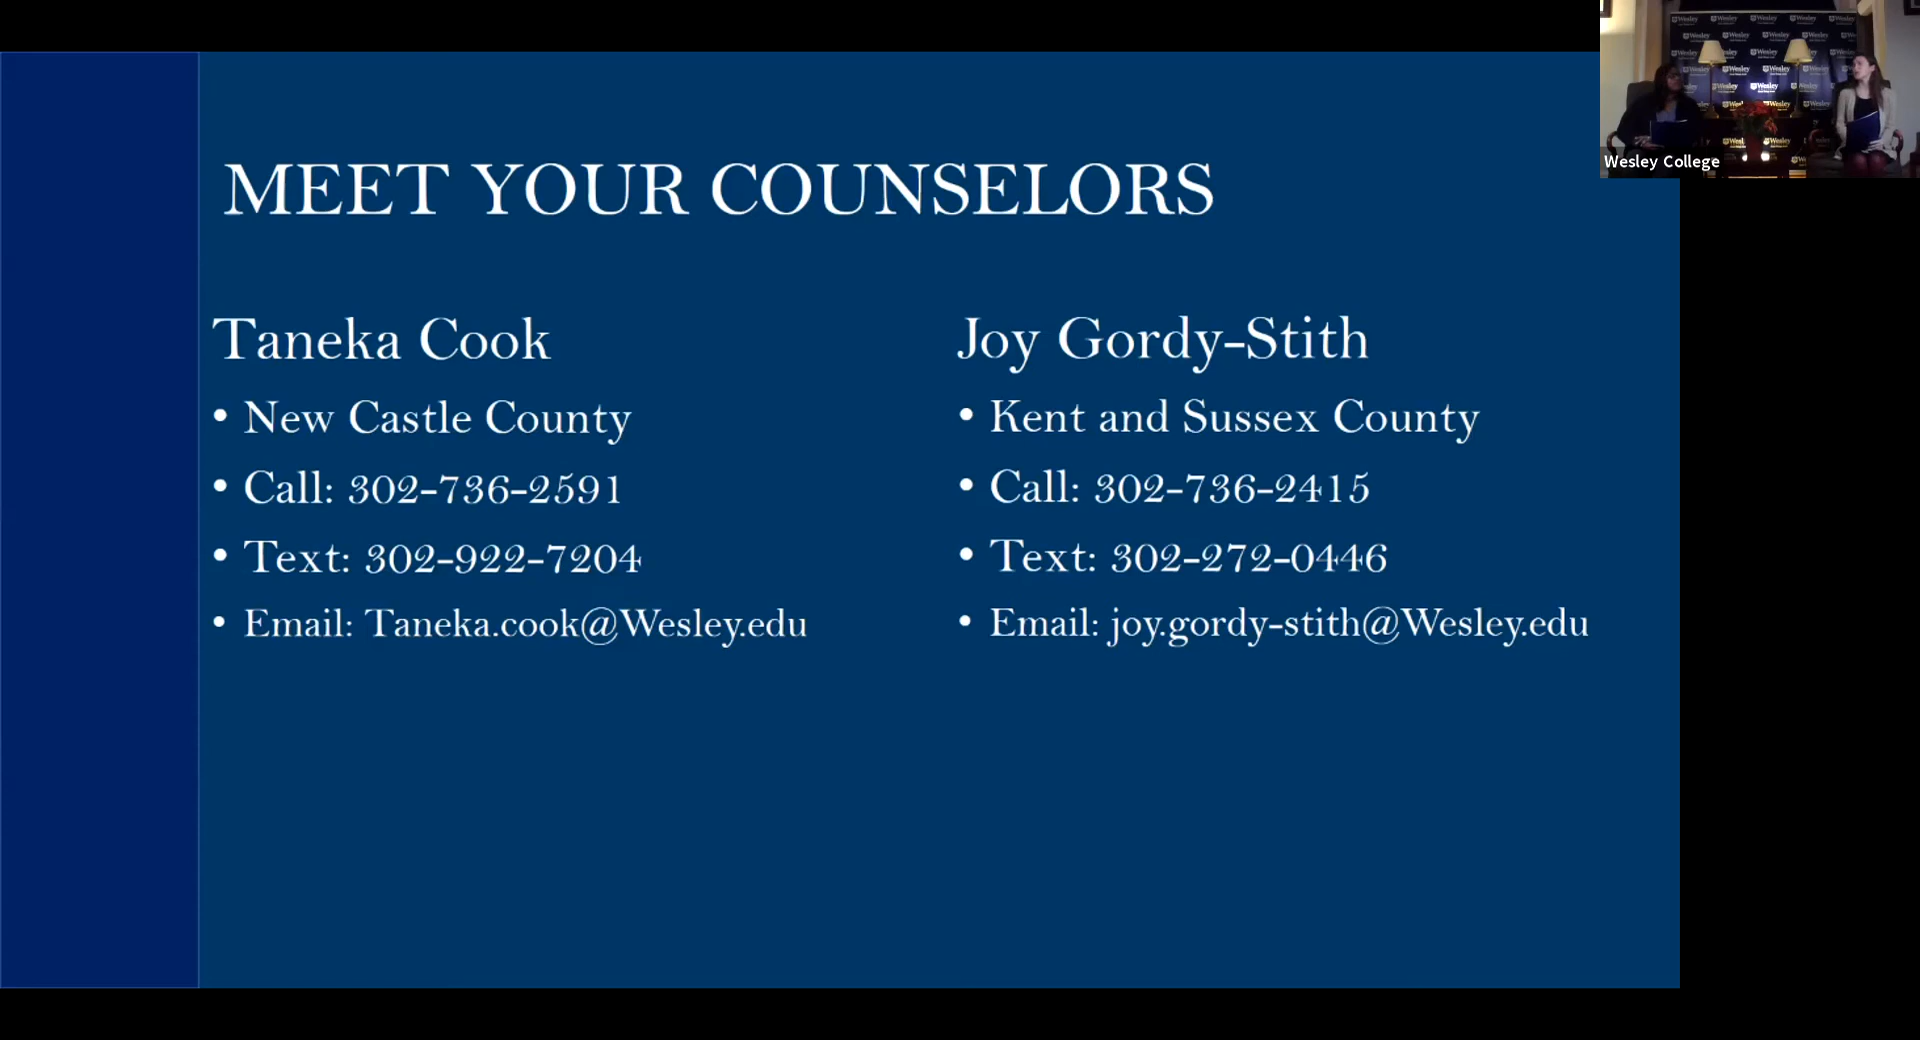 MEET YOUR COUNSELORS
Taneka Cook
• New Castle County
• Call: 302-736-2591
• Text: 302-922-7204
• Email: Taneka.cook@Wesley.edu
Joy Gordy-Stith
• Kent and Sussex County
• Call: 302-736-2415
• Text: 302-272-0446
• Email: joy.gordy-stith@Wesley.edu
Wesley
Wesley College